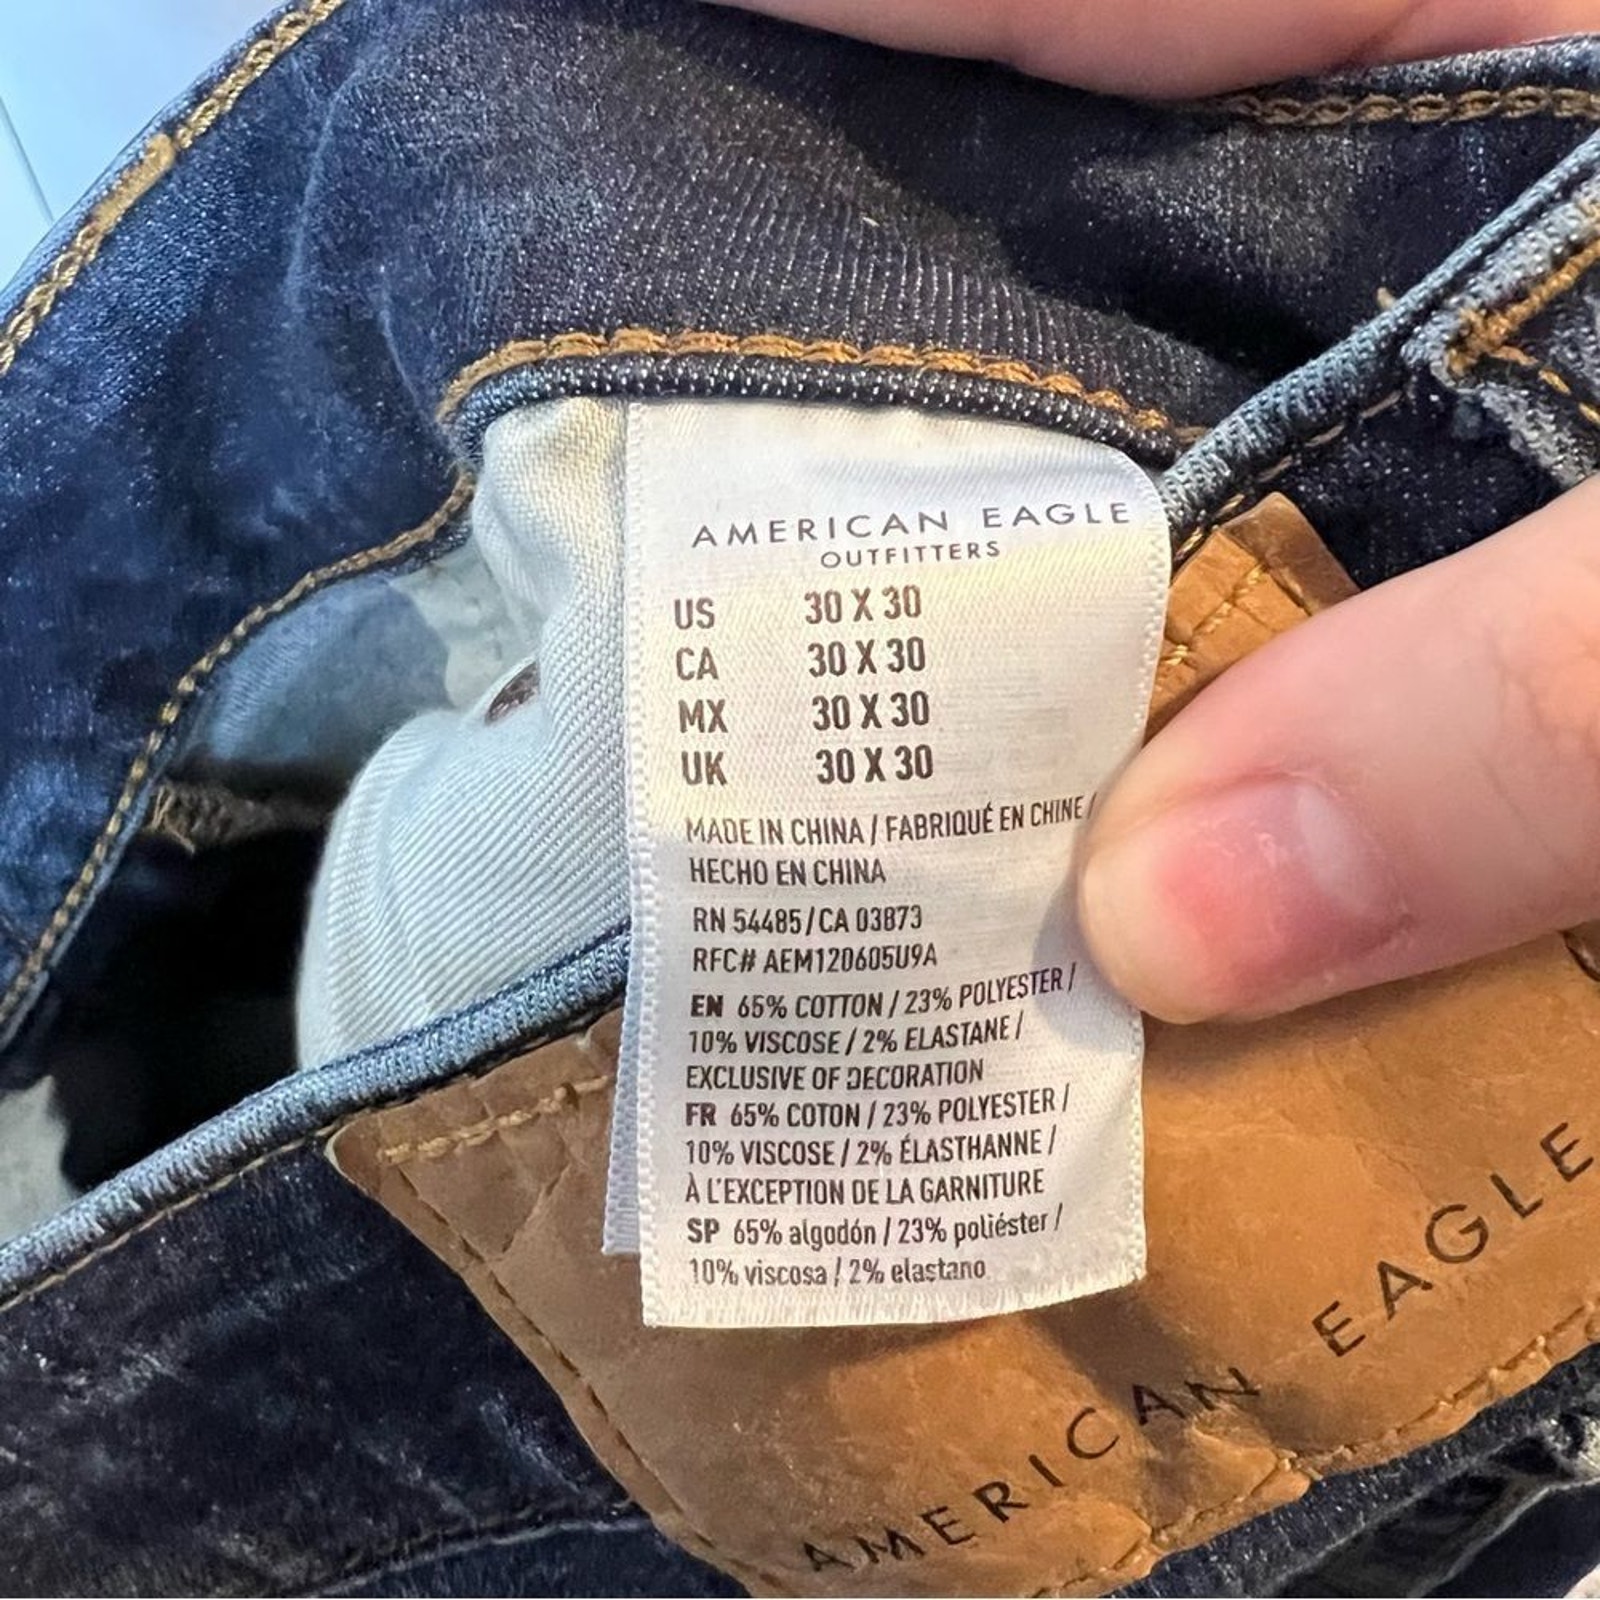 AMERICAN EAGLE
OUTFITTERS
US 30 X 30
CA 30 X 30
MX 30 X 30
UK 30 X 30
MADE IN CHINA / FABRIQUÉ EN CHINE /
HECHO EN CHINA
RN 54485 / CA 03873
RFC# AEM120605U9A
EN 65% COTTON / 23% POLYESTER /
10% VISCOSE / 2% ELASTANE /
EXCLUSIVE OF DECORATION
FR 65% COTON / 23% POLYESTER /
10% VISCOSE / 2% ÉLASTHANNE /
À L'EXCEPTION DE LA GARNITURE
SP 65% algodón / 23% poliéster /
10% viscosa / 2% elastano
AMERICAN EAGLE